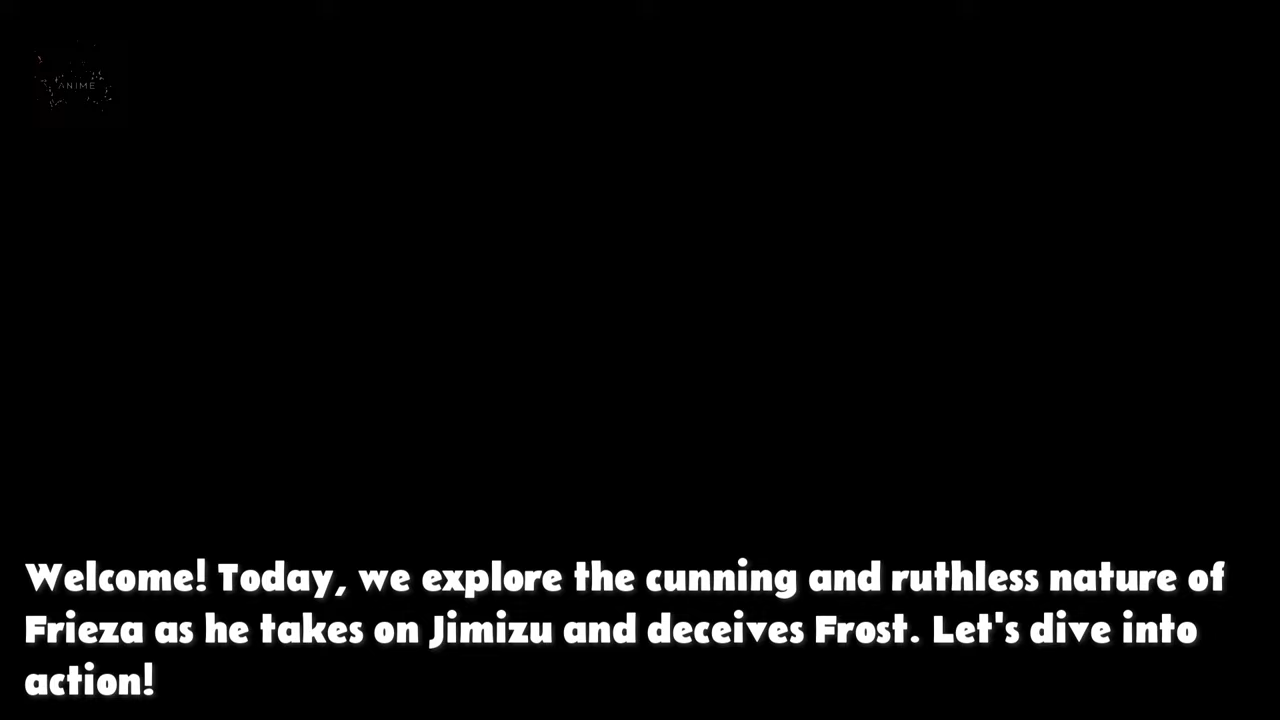 ANIME
Welcome! Today, we explore the cunning and ruthless nature of
Frieza as he takes on Jimizu and deceives Frost. Let's dive into
action!